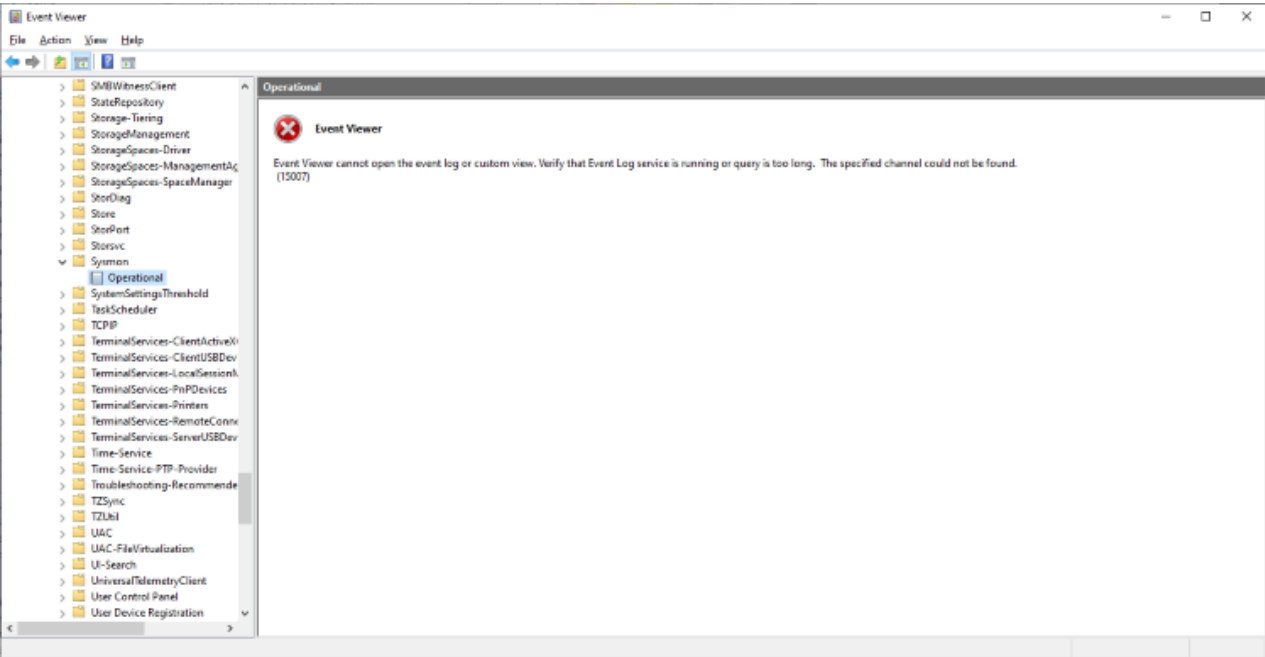 Event Viewer
File Action View Help
SMBWitnessClient
StateRepository
Storage-Tiering
StorageManagement
StorageSpaces-Driver
StorageSpaces-ManagementAg
StorageSpaces-SpaceManager
StorDiag
Store
StorPort
Storsvc
Sysmon
Operational
SystemSettingsThreshold
TaskScheduler
TCPIP
TerminalServices-ClientActiveX
TerminalServices-ClientUSBDev
TerminalServices-LocalSessionM
TerminalServices-PnPDevices
TerminalServices-Printers
TerminalServices-RemoteConne
TerminalServices-ServerUSBDev
Time-Service
Time-Service-PTP-Provider
Troubleshooting-Recommende
TZSync
TZUtil
UAC
UAC-FileVirtualization
UI-Search
UniversalTelemetryClient
User Control Panel
User Device Registration
Operational
Event Viewer
Event Viewer cannot open the event log or custom view. Verify that Event Log service is running or query is too long. The specified channel could not be found.
(15007)